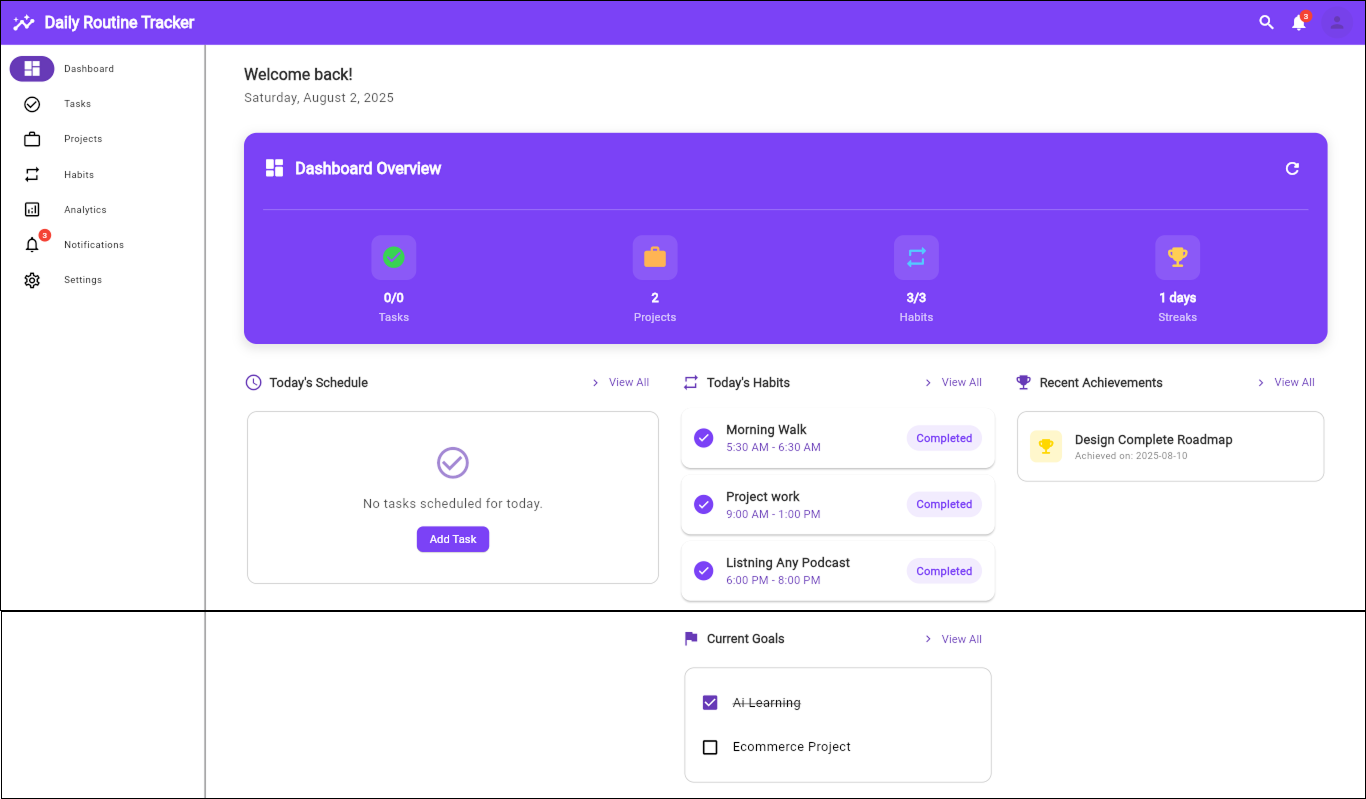 Daily Routine Tracker
3
Dashboard
Tasks
Projects
Habits
Analytics
3
Notifications
Settings
Welcome back!
Saturday, August 2, 2025
Dashboard Overview
0/0
Tasks
2
Projects
3/3
Habits
1 days
Streaks
Today's Schedule
View All
No tasks scheduled for today.
Add Task
Today's Habits
View All
Morning Walk
5:30 AM - 6:30 AM
Completed
Project work
9:00 AM - 1:00 PM
Completed
Listning Any Podcast
6:00 PM - 8:00 PM
Completed
Recent Achievements
View All
Design Complete Roadmap
Achieved on: 2025-08-10
Current Goals
View All
Ai Learning
Ecommerce Project